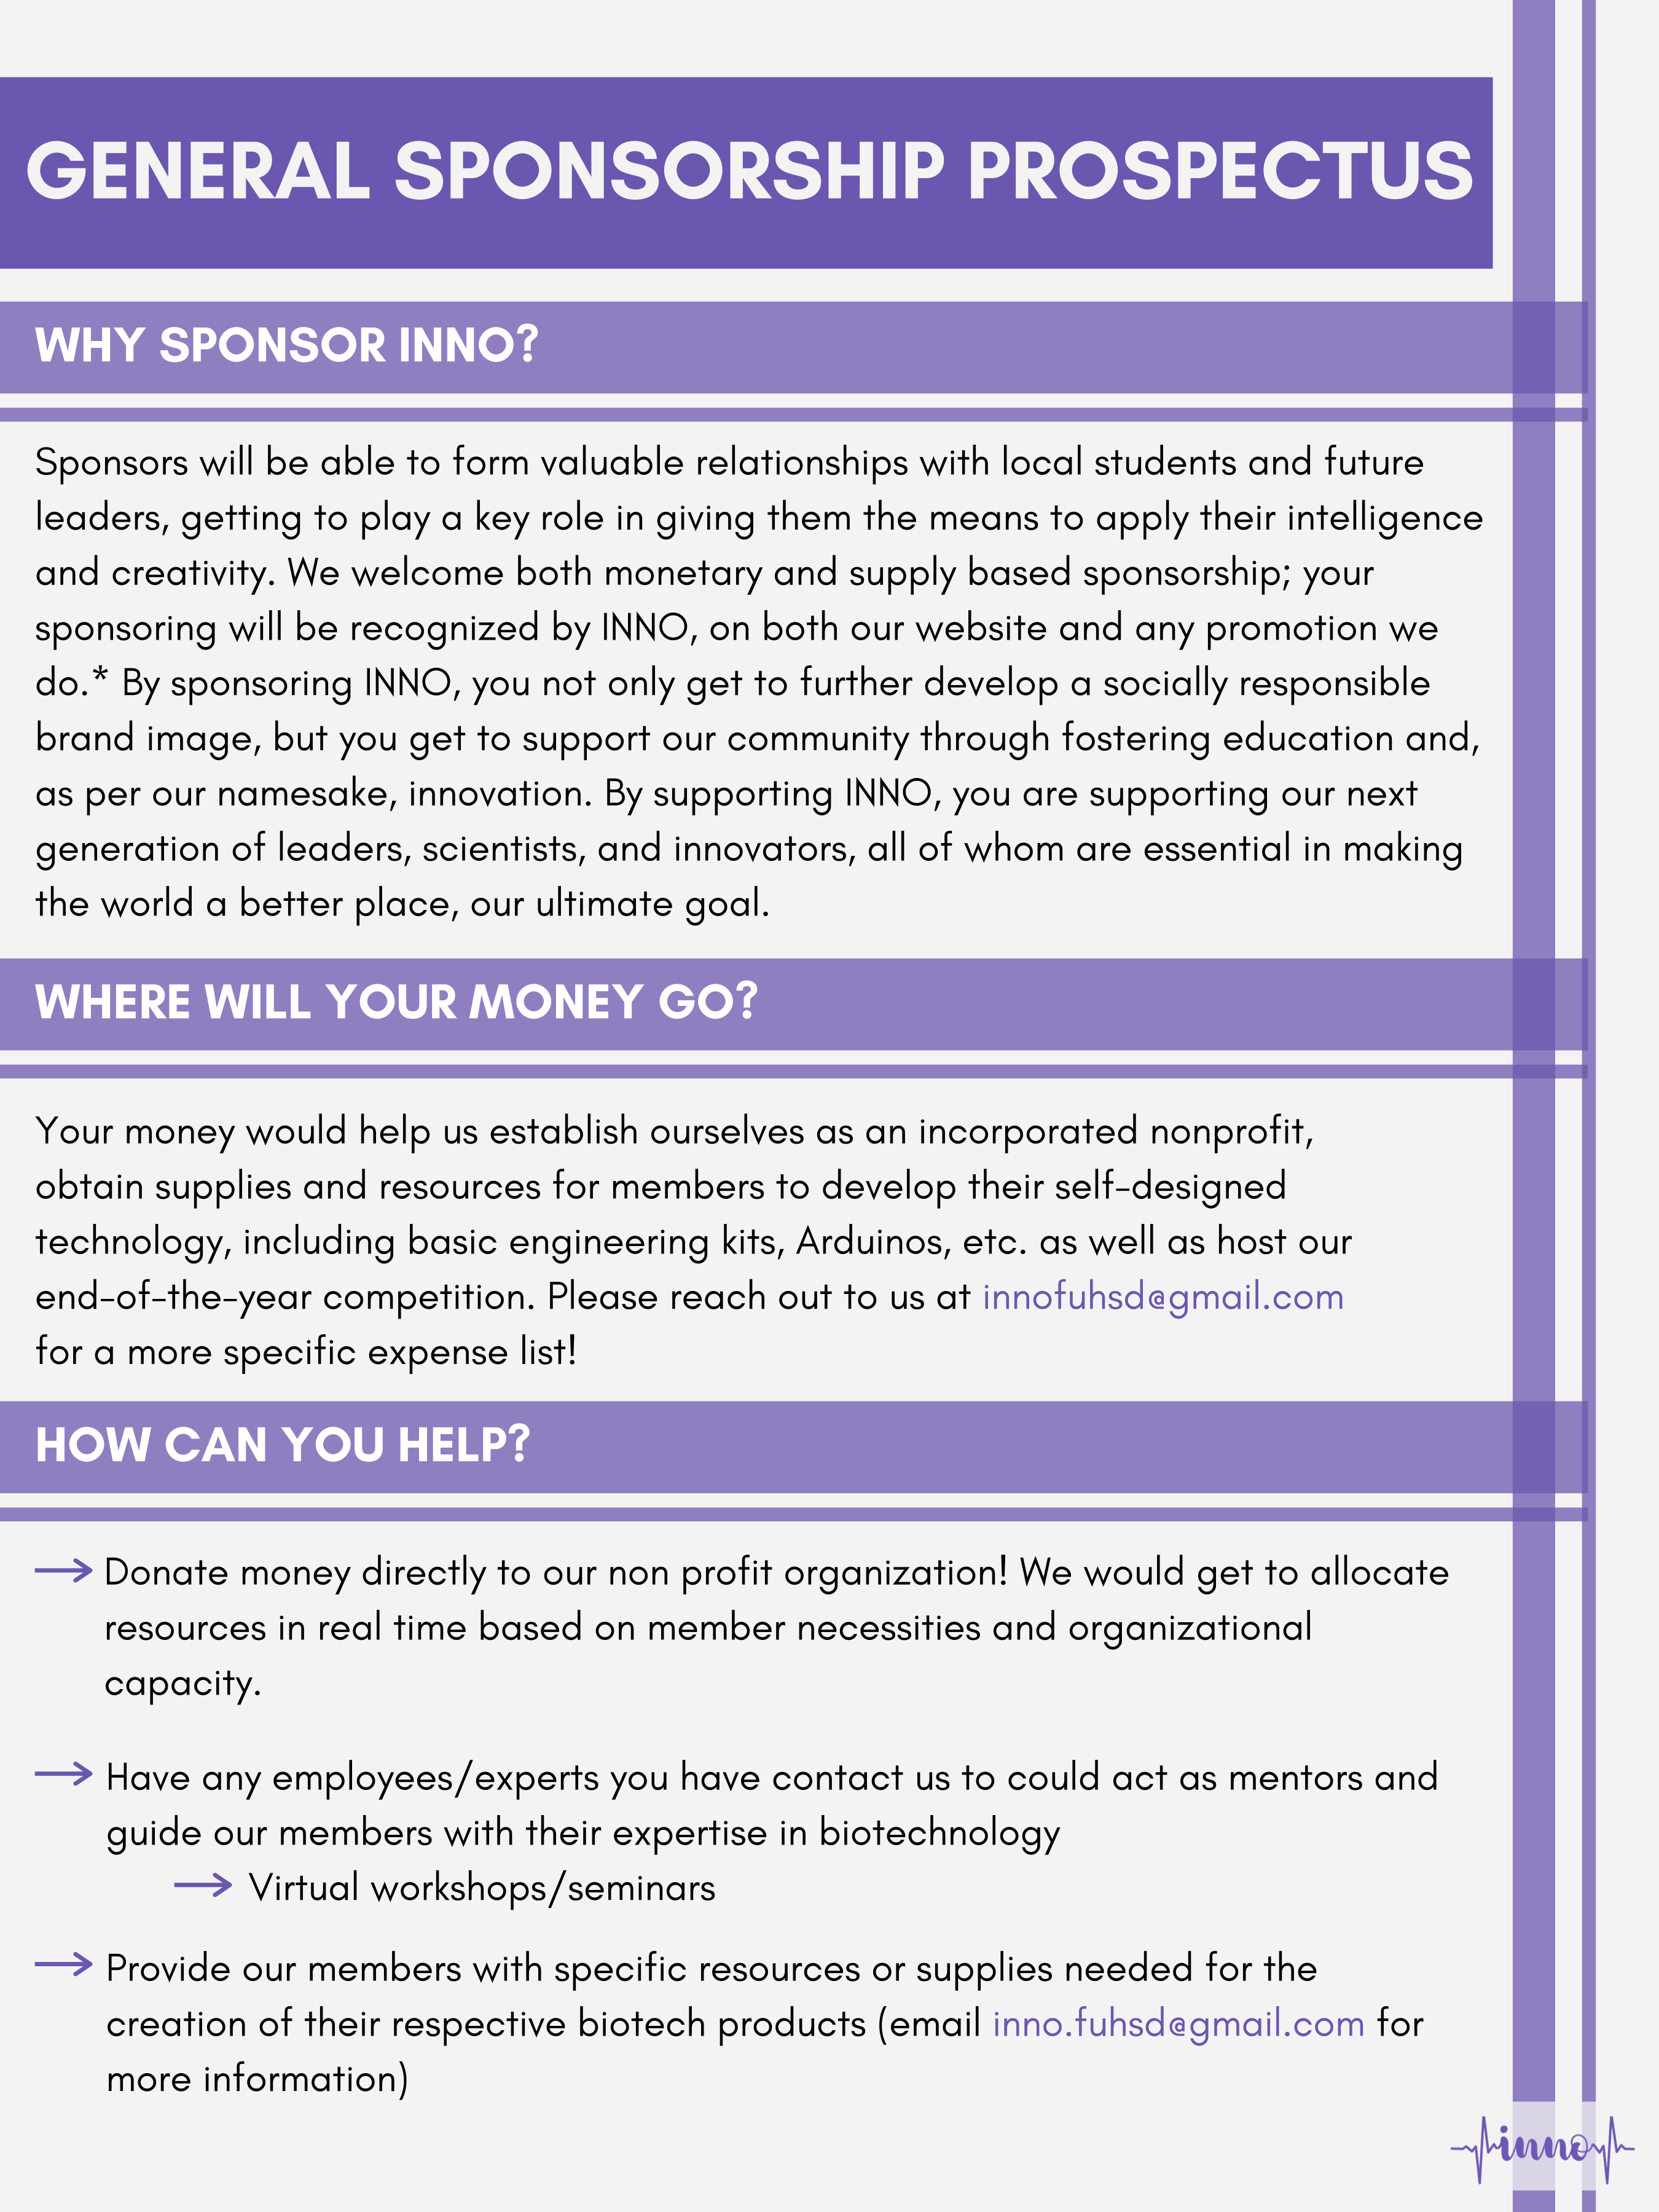 GENERAL SPONSORSHIP PROSPECTUS
WHY SPONSOR INNO?
Sponsors will be able to form valuable relationships with local students and future
leaders, getting to play a key role in giving them the means to apply their intelligence
and creativity. We welcome both monetary and supply based sponsorship; your
sponsoring will be recognized by INNO, on both our website and any promotion we
do.* By sponsoring INNO, you not only get to further develop a socially responsible
brand image, but you get to support our community through fostering education and,
as per our namesake, innovation. By supporting INNO, you are supporting our next
generation of leaders, scientists, and innovators, all of whom are essential in making
the world a better place, our ultimate goal.
WHERE WILL YOUR MONEY GO?
Your money would help us establish ourselves as an incorporated nonprofit,
obtain supplies and resources for members to develop their self-designed
technology, including basic engineering kits, Arduinos, etc. as well as host our
end-of-the-year competition. Please reach out to us at innofuhsd@gmail.com
for a more specific expense list!
HOW CAN YOU HELP?
→ Donate money directly to our non profit organization! We would get to allocate
resources in real time based on member necessities and organizational
capacity.
→ Have any employees/experts you have contact us to could act as mentors and
guide our members with their expertise in biotechnology
→ Virtual workshops/seminars
→ Provide our members with specific resources or supplies needed for the
creation of their respective biotech products (email inno.fuhsd@gmail.com for
more information)
inno